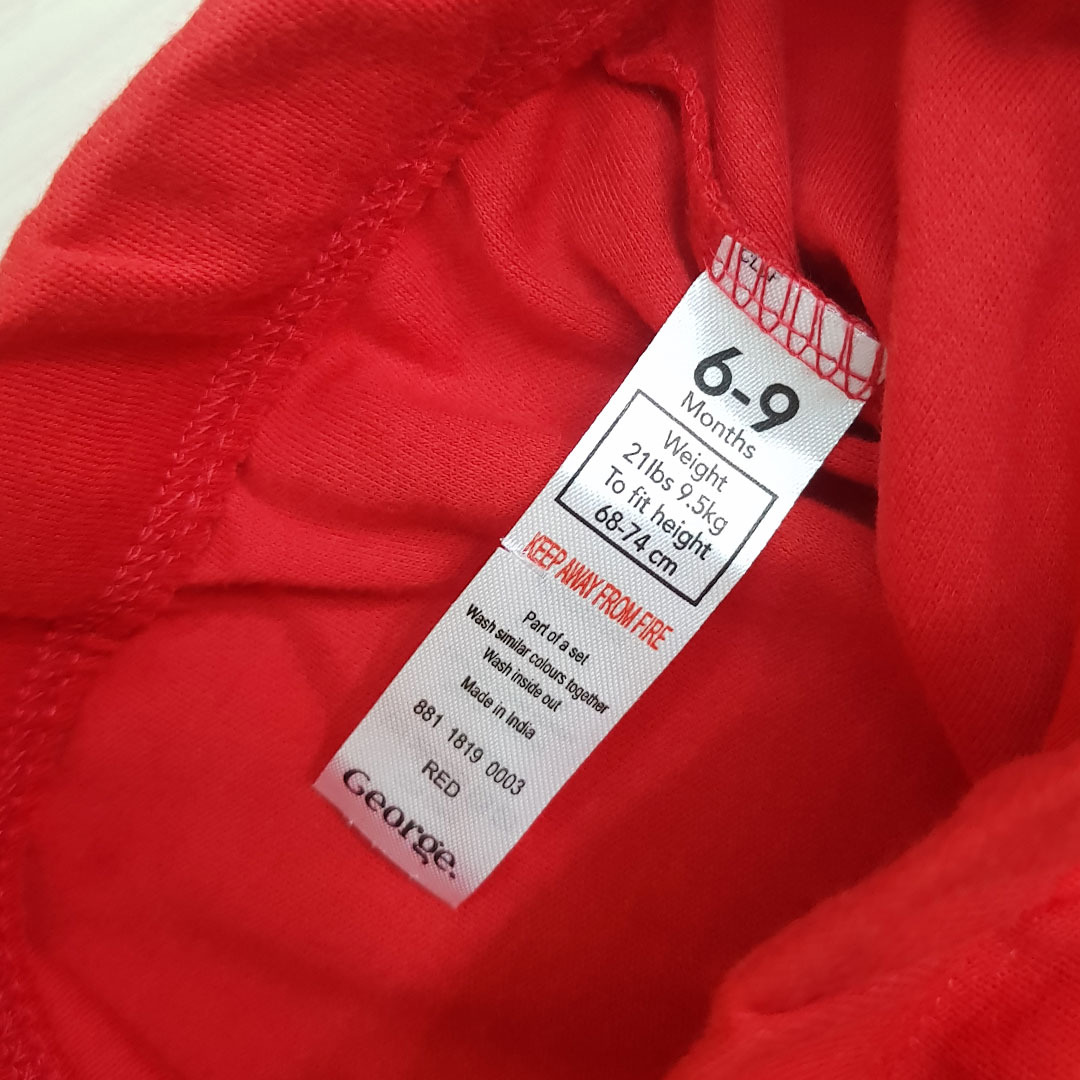 6-9
Months
Weight
21lbs 9.5kg
To fit height
68-74 cm
KEEP AWAY FROM FIRE
Part of a set
Wash similar colours together
Wash inside out
Made in India
881 1819 0003
RED
George.